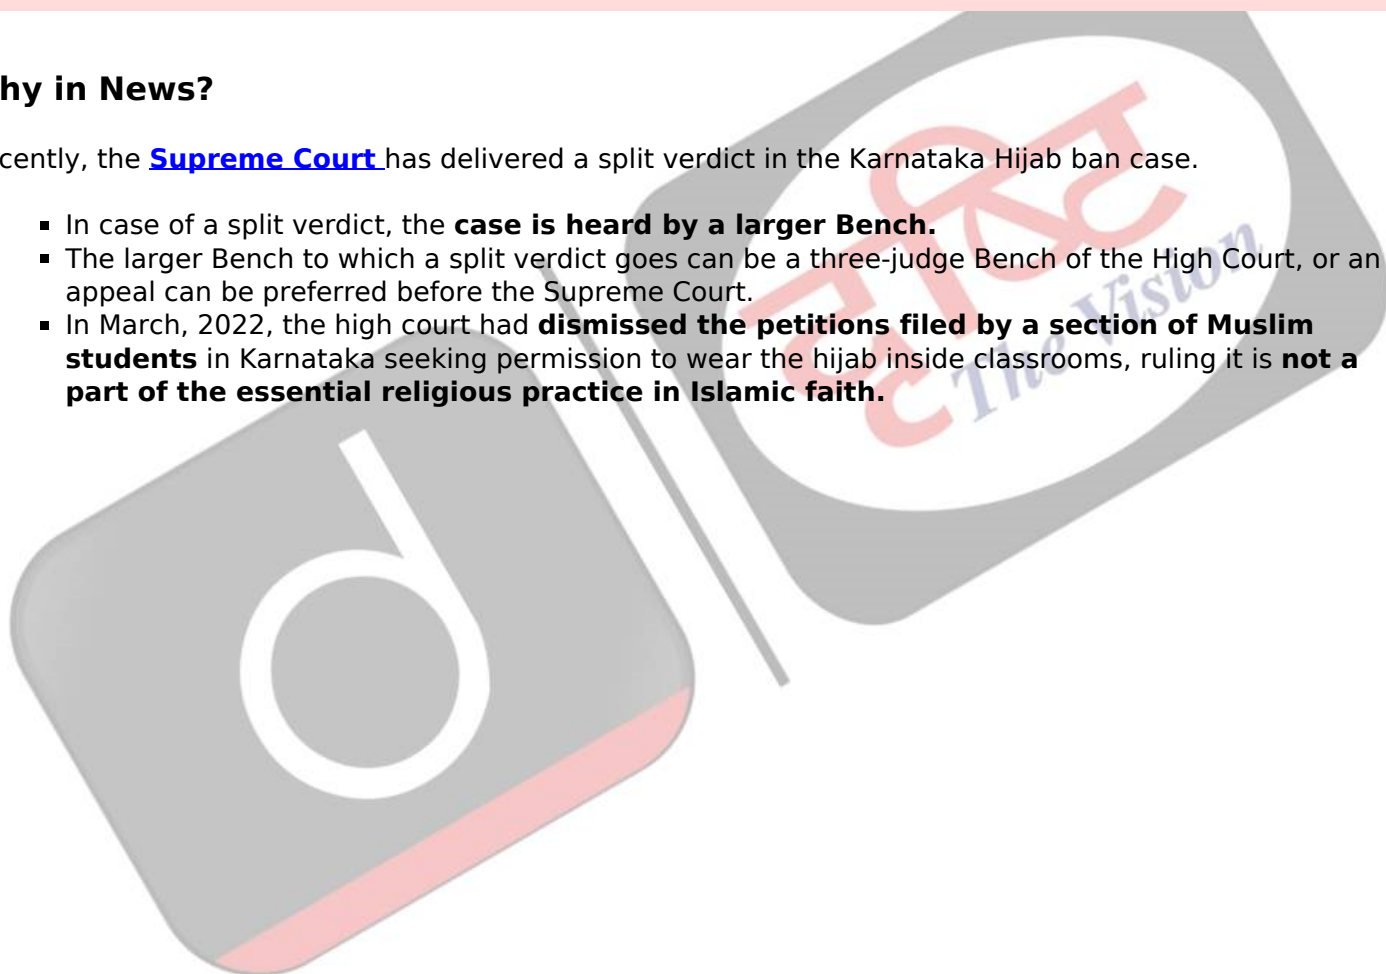 hy in News?
cently, the Supreme Court has delivered a split verdict in the Karnataka Hijab ban case.
▪ In case of a split verdict, the case is heard by a larger Bench.
▪ The larger Bench to which a split verdict goes can be a three-judge Bench of the High Court, or an
appeal can be preferred before the Supreme Court.
▪ In March, 2022, the high court had dismissed the petitions filed by a section of Muslim
students in Karnataka seeking permission to wear the hijab inside classrooms, ruling it is not a
part of the essential religious practice in Islamic faith.
दृष्टि
The Vision
d